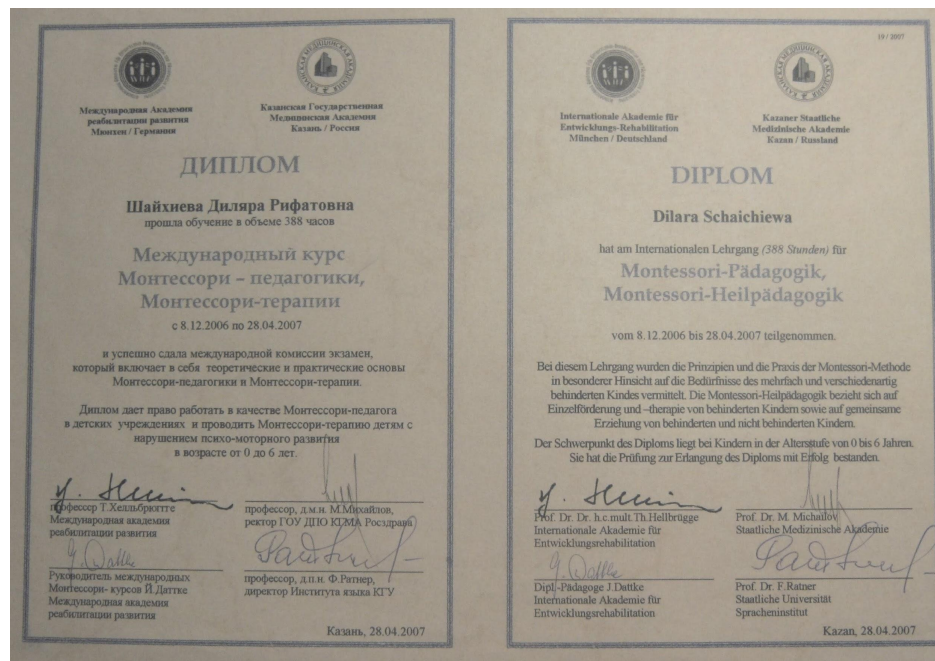 Международная Академия
реабилитации развития
Мюнхен / Германия
Казанская Государственная
Медицинская Академия
Казань / Россия
ДИПЛОМ
Шайхиева Диляра Рифатовна
прошла обучение в объеме 388 часов
Международный курс
Монтессори – педагогики,
Монтессори-терапии
с 8.12.2006 по 28.04.2007
и успешно сдала международной комиссии экзамен,
который включает в себя теоретические и практические основы
Монтессори-педагогики и Монтессори-терапии.
Диплом дает право работать в качестве Монтессори-педагога
в детских учреждениях и проводить Монтессори-терапию детям с
нарушением психо-моторного развития
в возрасте от 0 до 6 лет.
профессор Т.Хелльбрюгге
Международная академия
реабилитации развития
профессор, д.м.н. М.Михайлов,
ректор ГОУ ДПО КГМА Росздрава
Руководитель международных
Монтессори- курсов Й.Даттке
Международная академия
реабилитации развития
профессор, д.п.н. Ф.Ратнер,
директор Института языка КГУ
Казань, 28.04.2007
19 / 2007
Internationale Akademie für
Entwicklungs-Rehabilitation
München / Deutschland
Kazaner Staatliche
Medizinische Akademie
Kazan / Russland
DIPLOM
Dilara Schaichiewa
hat am Internationalen Lehrgang (388 Stunden) für
Montessori-Pädagogik,
Montessori-Heilpädagogik
vom 8.12.2006 bis 28.04.2007 teilgenommen.
Bei diesem Lehrgang wurden die Prinzipien und die Praxis der Montessori-Methode
in besonderer Hinsicht auf die Bedürfnisse des mehrfach und verschiedenartig
behinderten Kindes vermittelt. Die Montessori-Heilpädagogik bezieht sich auf
Einzelförderung und –therapie von behinderten Kindern sowie auf gemeinsame
Erziehung von behinderten und nicht behinderten Kindern.
Der Schwerpunkt des Diploms liegt bei Kindern in der Altersstufe von 0 bis 6 Jahren.
Sie hat die Prüfung zur Erlangung des Diploms mit Erfolg bestanden.
Prof. Dr. Dr. h.c.mult.Th.Hellbrügge
Internationale Akademie für
Entwicklungsrehabilitation
Prof. Dr. M. Michailov
Staatliche Medizinische Akademie
Dipl.-Pädagoge J.Dattke
Internationale Akademie für
Entwicklungsrehabilitation
Prof. Dr. F.Ratner
Staatliche Universität
Spracheninstitut
Kazan, 28.04.2007